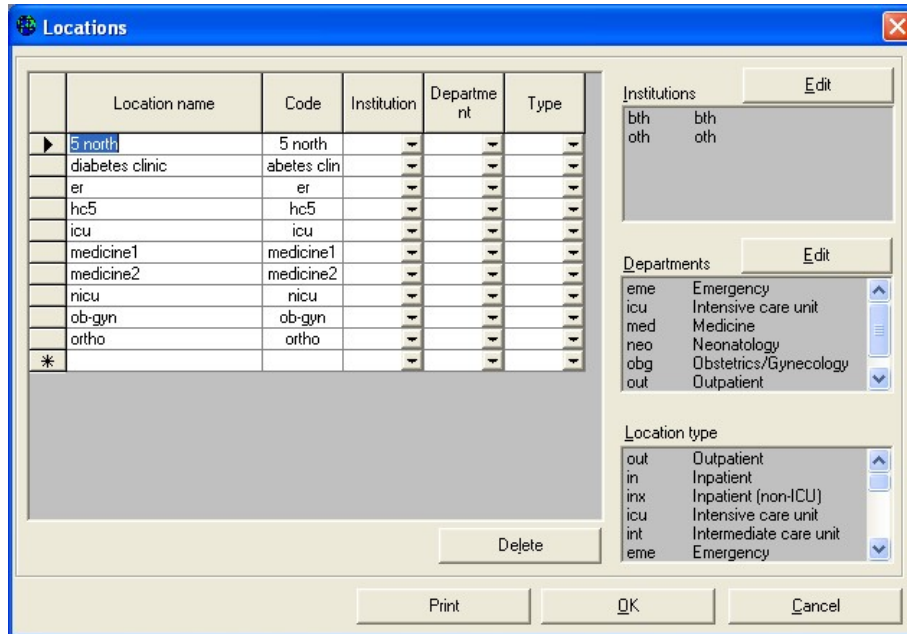 Locations
Location name Code Institution Departme
nt Type
5 north 5 north
diabetes clinic abetes clin
er er
hc5 hc5
icu icu
medicine1 medicine1
medicine2 medicine2
nicu nicu
ob-gyn ob-gyn
ortho ortho
Delete
Institutions Edit
bth bth
oth oth
Departments Edit
eme Emergency
icu Intensive care unit
med Medicine
neo Neonatology
obg Obstetrics/Gynecology
out Outpatient
Location type
out Outpatient
in Inpatient
inx Inpatient (non-ICU)
icu Intensive care unit
int Intermediate care unit
eme Emergency
Print OK Cancel